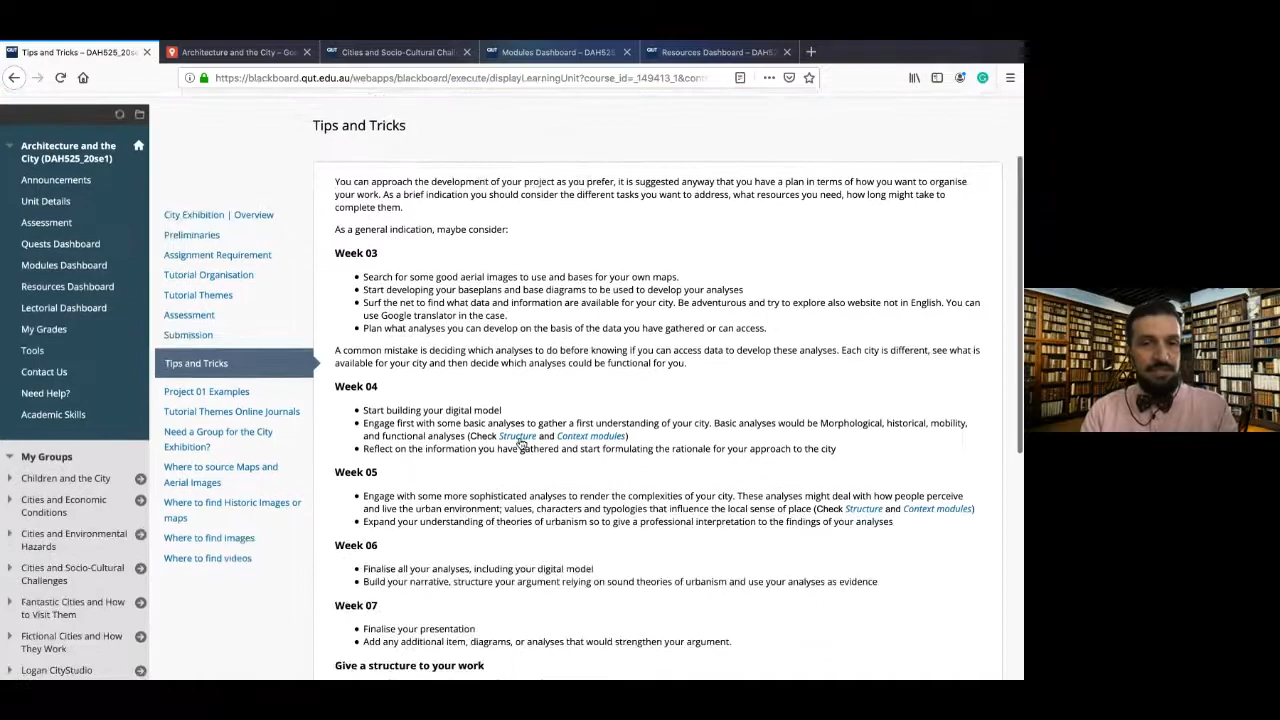 Tips and Tricks – DAH525_20se
Architecture and the City – Go
Cities and Socio-Cultural Chall
Modules Dashboard – DAH525
Resources Dashboard – DAH52
https://blackboard.qut.edu.au/webapps/blackboard/execute/displayLearningUnit?course_id=_149413_1&cont
Architecture and the
City (DAH525_20se1)
Announcements
Unit Details
Assessment
Quests Dashboard
Modules Dashboard
Resources Dashboard
Lectorial Dashboard
My Grades
Tools
Contact Us
Need Help?
Academic Skills
My Groups
Children and the City
Cities and Economic
Conditions
Cities and Environmental
Hazards
Cities and Socio-Cultural
Challenges
Fantastic Cities and How to
Visit Them
Fictional Cities and How
They Work
Logan CityStudio
City Exhibition | Overview
Preliminaries
Assignment Requirement
Tutorial Organisation
Tutorial Themes
Assessment
Submission
Tips and Tricks
Project 01 Examples
Tutorial Themes Online Journals
Need a Group for the City
Exhibition?
Where to source Maps and
Aerial Images
Where to find Historic Images or
maps
Where to find images
Where to find videos
Tips and Tricks
You can approach the development of your project as you prefer, it is suggested anyway that you have a plan in terms of how you want to organise
your work. As a brief indication you should consider the different tasks you want to address, what resources you need, how long might take to
complete them.
As a general indication, maybe consider:
Week 03
Search for some good aerial images to use and bases for your own maps.
Start developing your baseplans and base diagrams to be used to develop your analyses
Surf the net to find what data and information are available for your city. Be adventurous and try to explore also website not in English. You can
use Google translator in the case.
Plan what analyses you can develop on the basis of the data you have gathered or can access.
A common mistake is deciding which analyses to do before knowing if you can access data to develop these analyses. Each city is different, see what is
available for your city and then decide which analyses could be functional for you.
Week 04
Start building your digital model
Engage first with some basic analyses to gather a first understanding of your city. Basic analyses would be Morphological, historical, mobility,
and functional analyses (Check Structure and Context modules)
Reflect on the information you have gathered and start formulating the rationale for your approach to the city
Week 05
Engage with some more sophisticated analyses to render the complexities of your city. These analyses might deal with how people perceive
and live the urban environment; values, characters and typologies that influence the local sense of place (Check Structure and Context modules)
Expand your understanding of theories of urbanism so to give a professional interpretation to the findings of your analyses
Week 06
Finalise all your analyses, including your digital model
Build your narrative, structure your argument relying on sound theories of urbanism and use your analyses as evidence
Week 07
Finalise your presentation
Add any additional item, diagrams, or analyses that would strengthen your argument.
Give a structure to your work